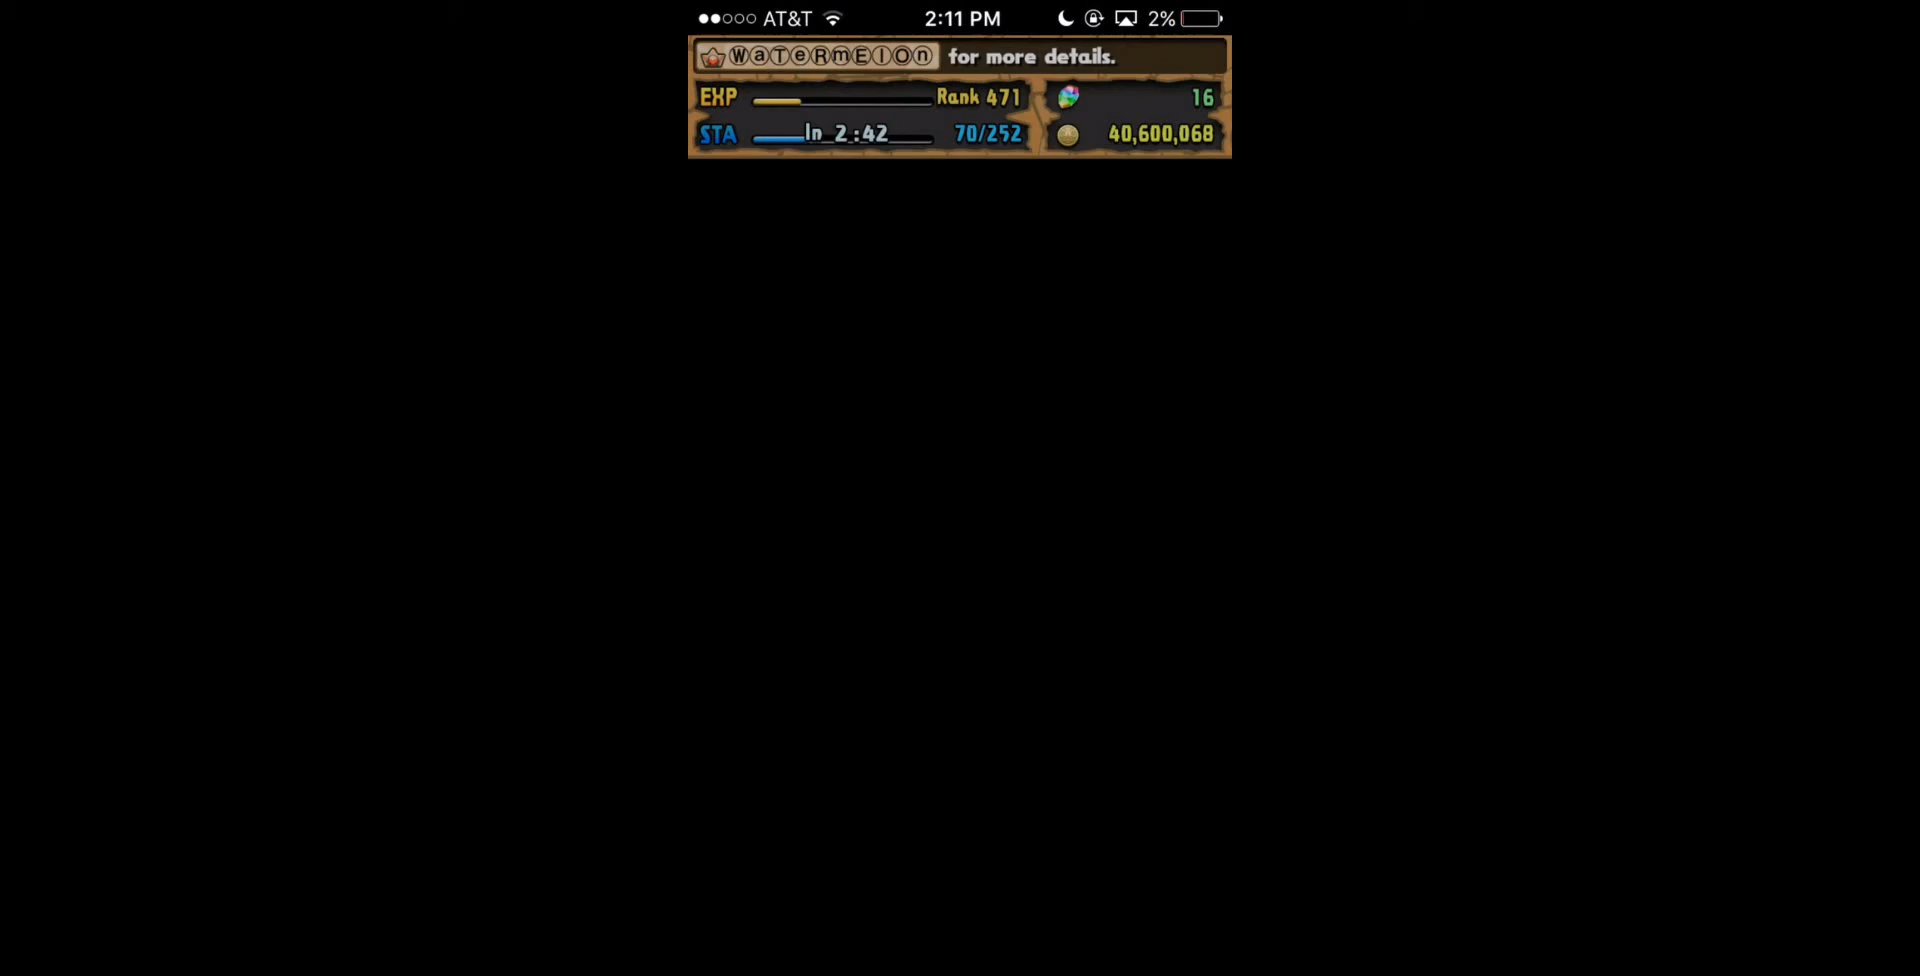 AT&T 2:11 PM 2%
ⓌⓐⓉⓔⓇⓜⒺⓁⓄⓝ for more details.
EXP Rank 471 16
STA In 2:42 70/252 40,600,068